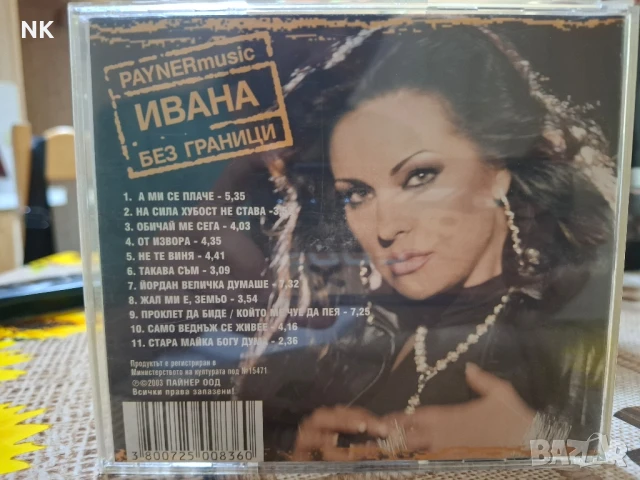 NK
PAYNERmusic
ИВАНА
БЕЗ ГРАНИЦИ
1. А МИ СЕ ПЛАЧЕ - 5,35
2. НА СИЛА ХУБОСТ НЕ СТАВА
3. ОБИЧАЙ МЕ СЕГА - 4,03
4. ОТ ИЗВОРА - 4,35
5. НЕ ТЕ ВИНЯ - 4,41
6. ТАКАВА СЪМ - 3,09
7. ЙОРДАН ВЕЛИЧКА ДУМАШЕ - 7,32
8. ЖАЛ МИ Е, ЗЕМЬО - 3,54
9. ПРОКЛЕТ ДА БИДЕ / КОЙТО МЕ ЧУЕ ДА ПЕЯ - 7,25
10. САМО ВЕДНЪЖ СЕ ЖИВЕЕ - 4,16
11. СТАРА МАЙКА БОГУ ДУМА - 2,36
Продуктът е регистриран в
Министерството на културата под №15471
℗©2003 ПАЙНЕР ООД
Всички права запазени!
3800725008360
BAZAR